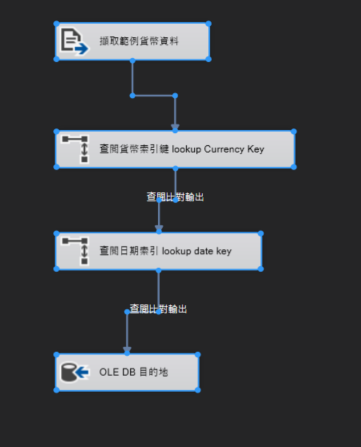 擷取範例貨幣資料
查閱貨幣索引鍵 lookup Currency Key
查閱比對輸出
查閱日期索引 lookup date key
查閱比對輸出
OLE DB 目的地